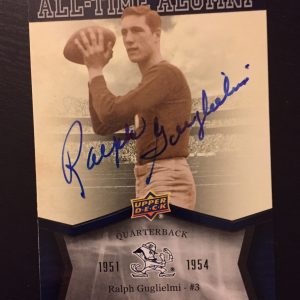 ALL-TIME ALUMNI
Ralph Guglielmi
UPPER DECK
QUARTERBACK
1951 1954
Ralph Guglielmi - #3